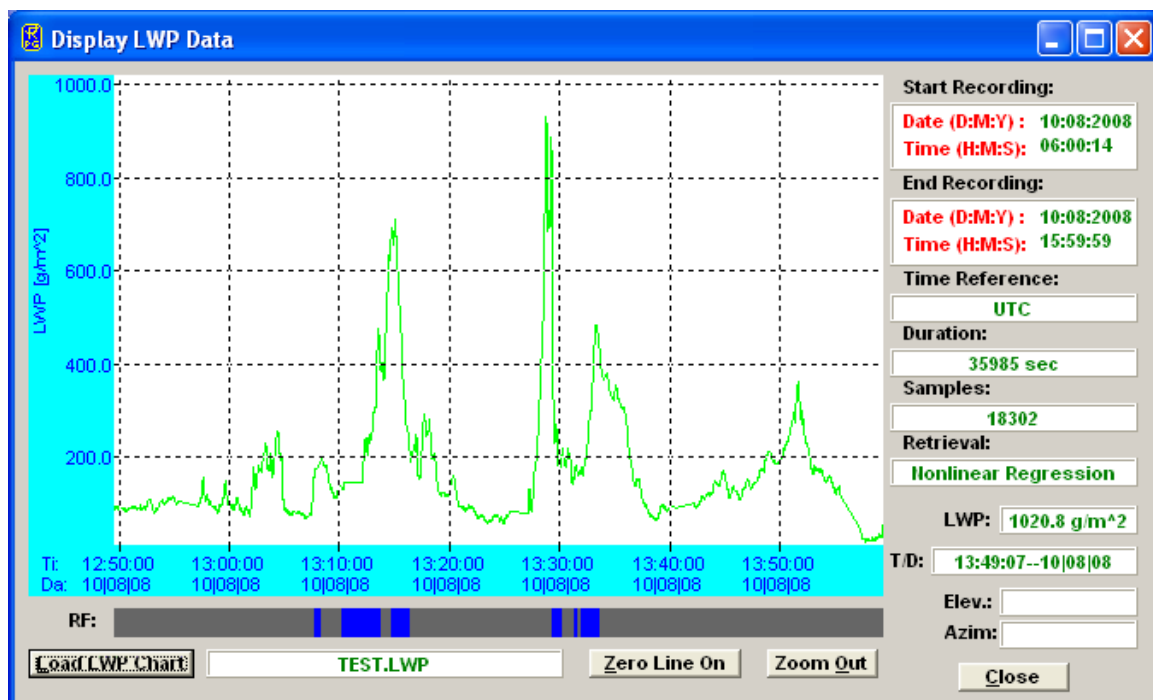 Display LWP Data
1000.0
800.0
600.0
400.0
200.0
LWP [g/m^2]
Ti: 12:50:00 13:00:00 13:10:00 13:20:00 13:30:00 13:40:00 13:50:00
Da: 10|08|08 10|08|08 10|08|08 10|08|08 10|08|08 10|08|08 10|08|08
RF:
Load LWP Chart TEST.LWP Zero Line On Zoom Out
Start Recording:
Date (D:M:Y) : 10:08:2008
Time (H:M:S): 06:00:14
End Recording:
Date (D:M:Y) : 10:08:2008
Time (H:M:S): 15:59:59
Time Reference:
UTC
Duration:
35985 sec
Samples:
18302
Retrieval:
Nonlinear Regression
LWP: 1020.8 g/m^2
T/D: 13:49:07--10|08|08
Elev.:
Azim:
Close